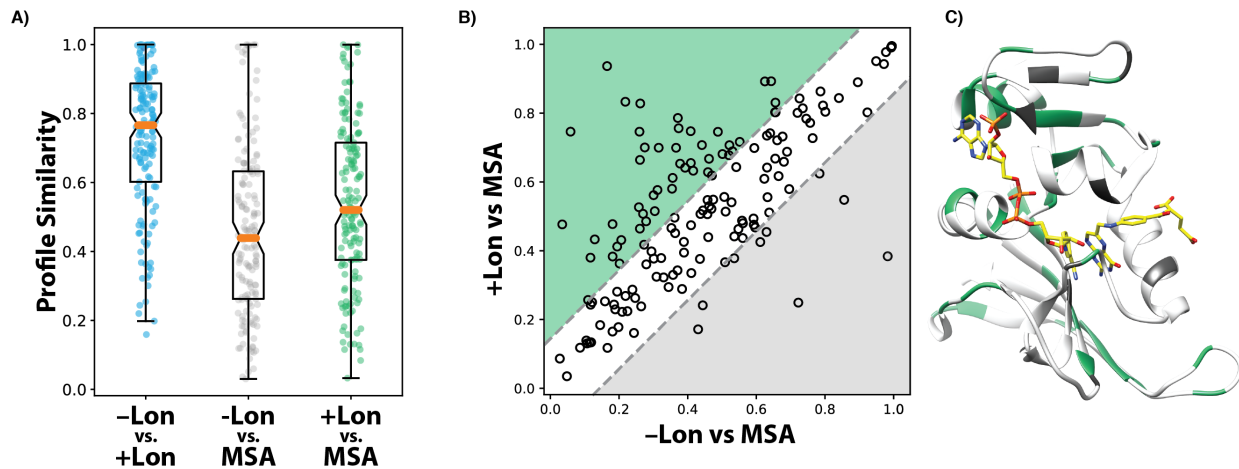 A)
Profile Similarity
1.0
0.8
0.6
0.4
0.2
0.0
–Lon
vs.
+Lon
-Lon
vs.
MSA
+Lon
vs.
MSA
B)
+Lon vs MSA
1.0
0.8
0.6
0.4
0.2
0.0
0.0 0.2 0.4 0.6 0.8 1.0
–Lon vs MSA
C)